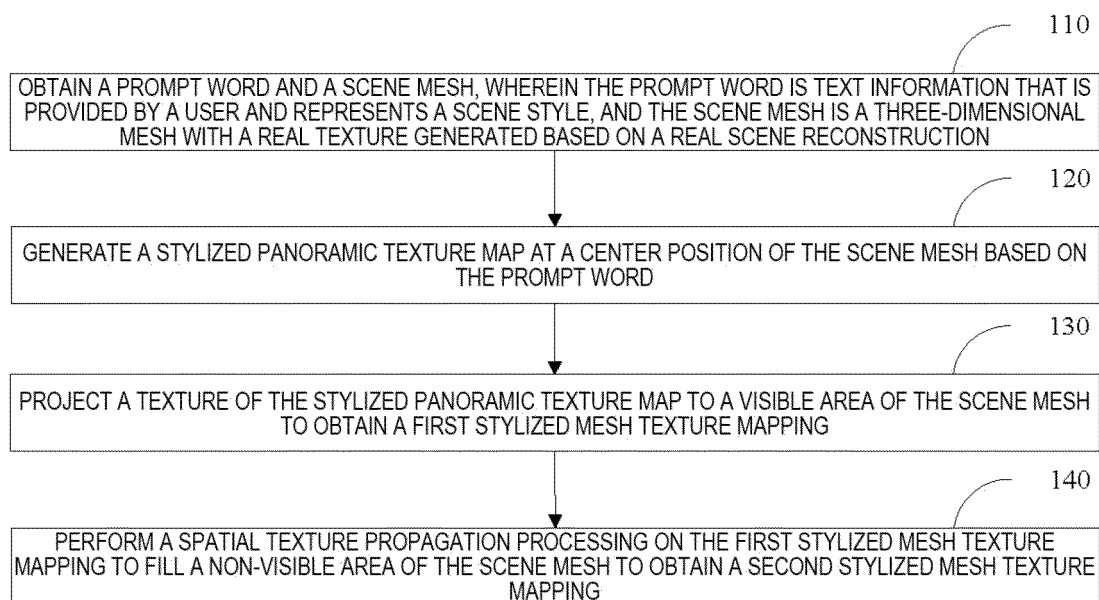 110
OBTAIN A PROMPT WORD AND A SCENE MESH, WHEREIN THE PROMPT WORD IS TEXT INFORMATION THAT IS
PROVIDED BY A USER AND REPRESENTS A SCENE STYLE, AND THE SCENE MESH IS A THREE-DIMENSIONAL
MESH WITH A REAL TEXTURE GENERATED BASED ON A REAL SCENE RECONSTRUCTION
120
GENERATE A STYLIZED PANORAMIC TEXTURE MAP AT A CENTER POSITION OF THE SCENE MESH BASED ON
THE PROMPT WORD
130
PROJECT A TEXTURE OF THE STYLIZED PANORAMIC TEXTURE MAP TO A VISIBLE AREA OF THE SCENE MESH
TO OBTAIN A FIRST STYLIZED MESH TEXTURE MAPPING
140
PERFORM A SPATIAL TEXTURE PROPAGATION PROCESSING ON THE FIRST STYLIZED MESH TEXTURE
MAPPING TO FILL A NON-VISIBLE AREA OF THE SCENE MESH TO OBTAIN A SECOND STYLIZED MESH TEXTURE
MAPPING